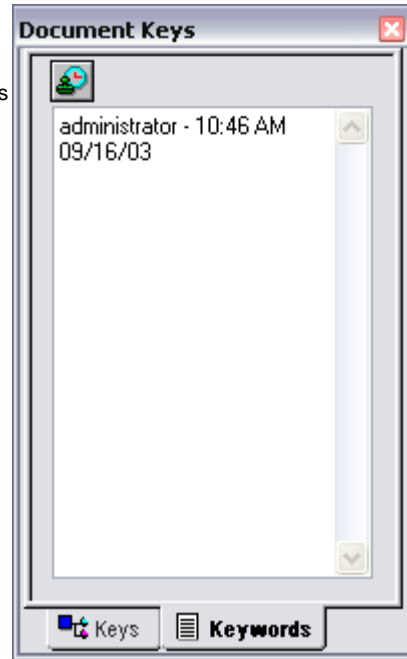 Document Keys
s
administrator - 10:46 AM
09/16/03
Keys
Keywords